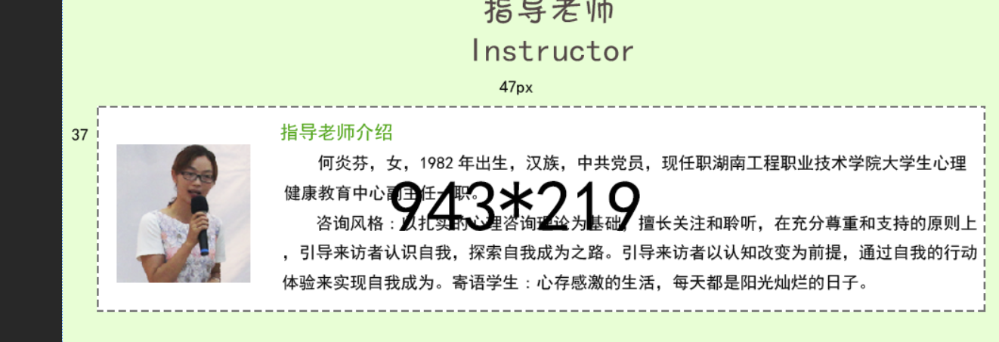 指导老师
Instructor
47px
37
指导老师介绍
何炎芬，女，1982 年出生，汉族，中共党员，现任职湖南工程职业技术学院大学生心理
健康教育中心副主任一职。
943*219
咨询风格：以扎实的心理咨询理论为基础，擅长关注和聆听，在充分尊重和支持的原则上
，引导来访者认识自我，探索自我成为之路。引导来访者以认知改变为前提，通过自我的行动
体验来实现自我成为。寄语学生：心存感激的生活，每天都是阳光灿烂的日子。